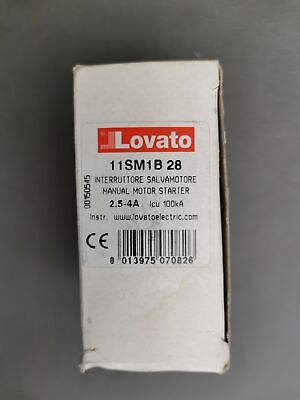 Lovato
11SM1B 28
INTERRUTTORE SALVAMOTORE
MANUAL MOTOR STARTER
2,5-4A Icu 100kA
Instr. www.lovatoelectric.com
00150545
CE
8 013975 070826